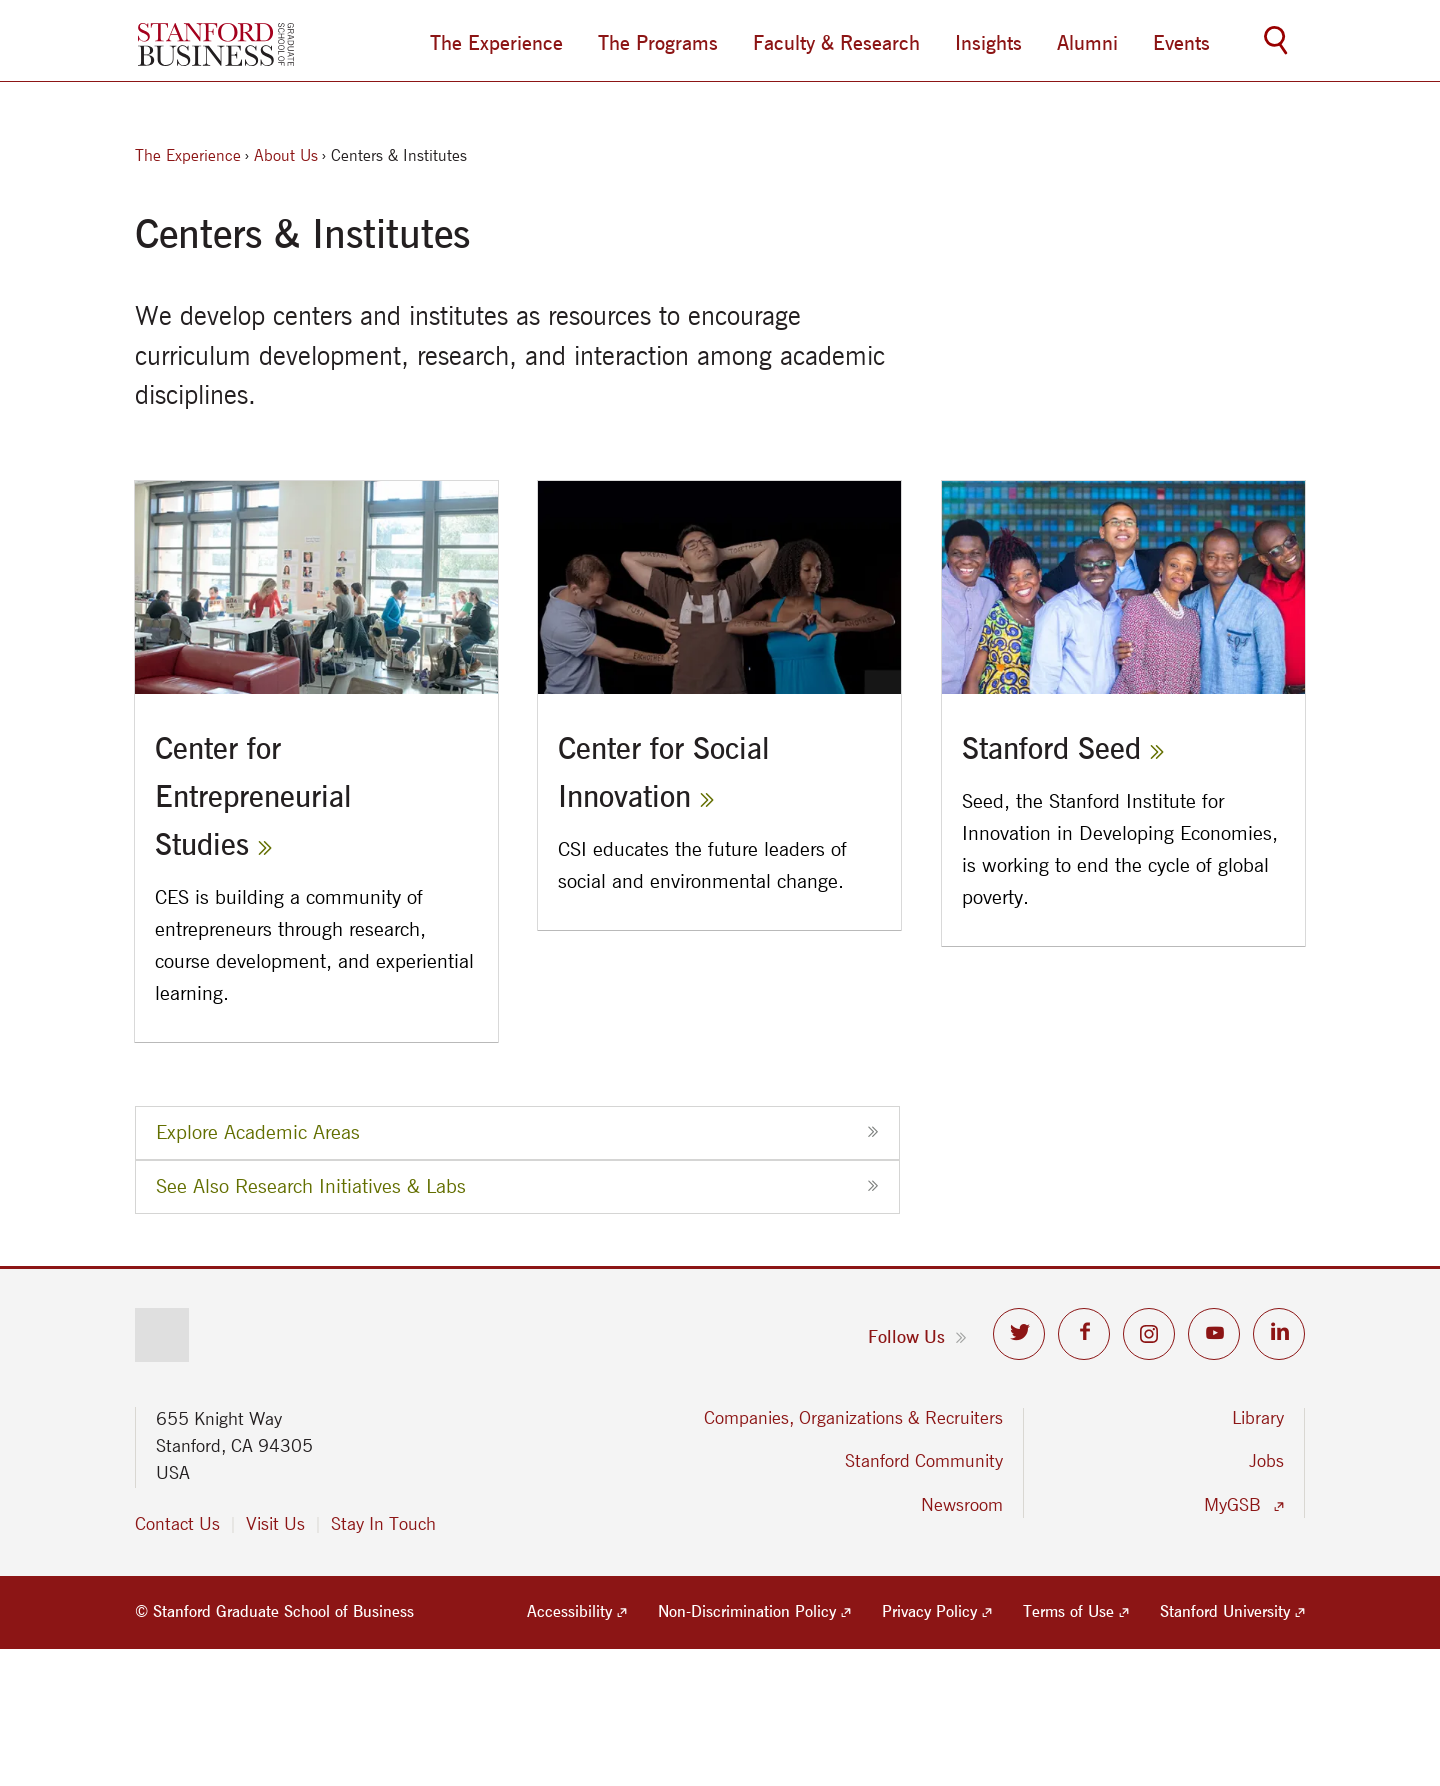 STANFORD
BUSINESS
GRADUATE
SCHOOL OF
The Experience
The Programs
Faculty & Research
Insights
Alumni
Events
The Experience › About Us › Centers & Institutes
Centers & Institutes
We develop centers and institutes as resources to encourage
curriculum development, research, and interaction among academic
disciplines.
TOGETHER
HI
Center for
Entrepreneurial
Studies »
CES is building a community of
entrepreneurs through research,
course development, and experiential
learning.
Center for Social
Innovation »
CSI educates the future leaders of
social and environmental change.
Stanford Seed »
Seed, the Stanford Institute for
Innovation in Developing Economies,
is working to end the cycle of global
poverty.
Explore Academic Areas »
See Also Research Initiatives & Labs »
Follow Us »
655 Knight Way
Stanford, CA 94305
USA
Contact Us | Visit Us | Stay In Touch
Companies, Organizations & Recruiters
Stanford Community
Newsroom
Library
Jobs
MyGSB
© Stanford Graduate School of Business
Accessibility
Non-Discrimination Policy
Privacy Policy
Terms of Use
Stanford University